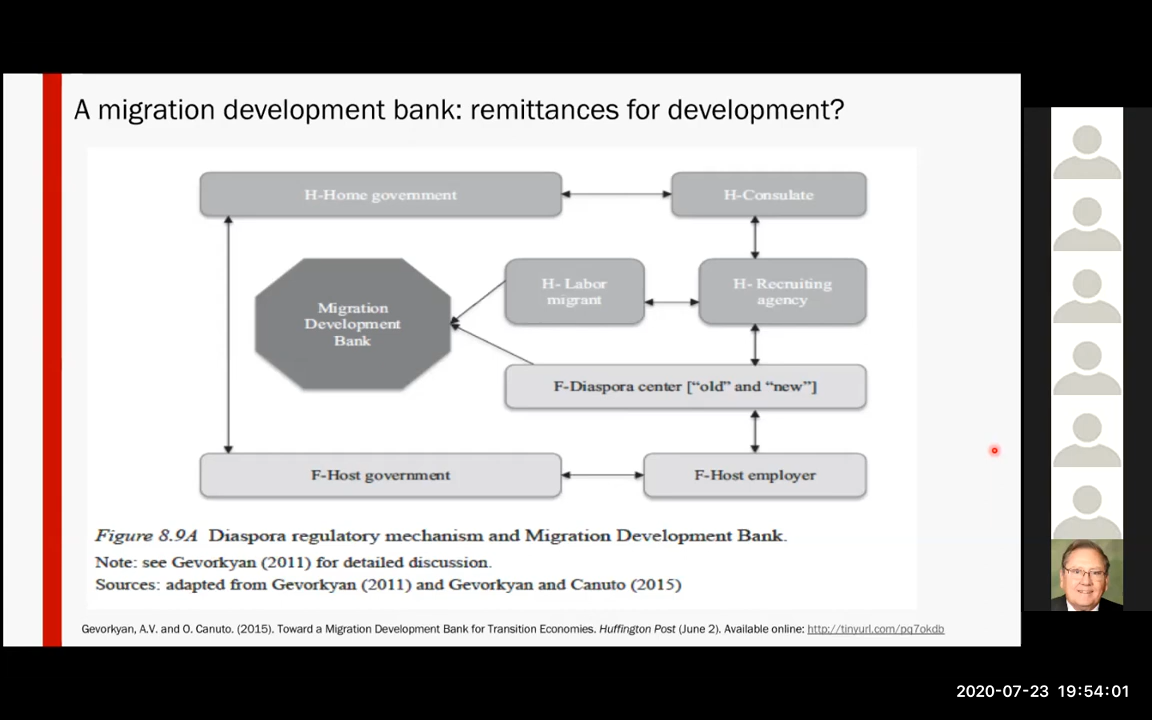 A migration development bank: remittances for development?
H-Home government
H-Consulate
H- Labor
migrant
H- Recruiting
agency
Migration
Development
Bank
F-Diaspora center [“old” and “new”]
F-Host government
F-Host employer
Figure 8.9A Diaspora regulatory mechanism and Migration Development Bank.
Note: see Gevorkyan (2011) for detailed discussion.
Sources: adapted from Gevorkyan (2011) and Gevorkyan and Canuto (2015)
Gevorkyan, A.V. and O. Canuto. (2015). Toward a Migration Development Bank for Transition Economies. Huffington Post (June 2). Available online: http://tinyurl.com/pq7okdb
2020-07-23 19:54:01